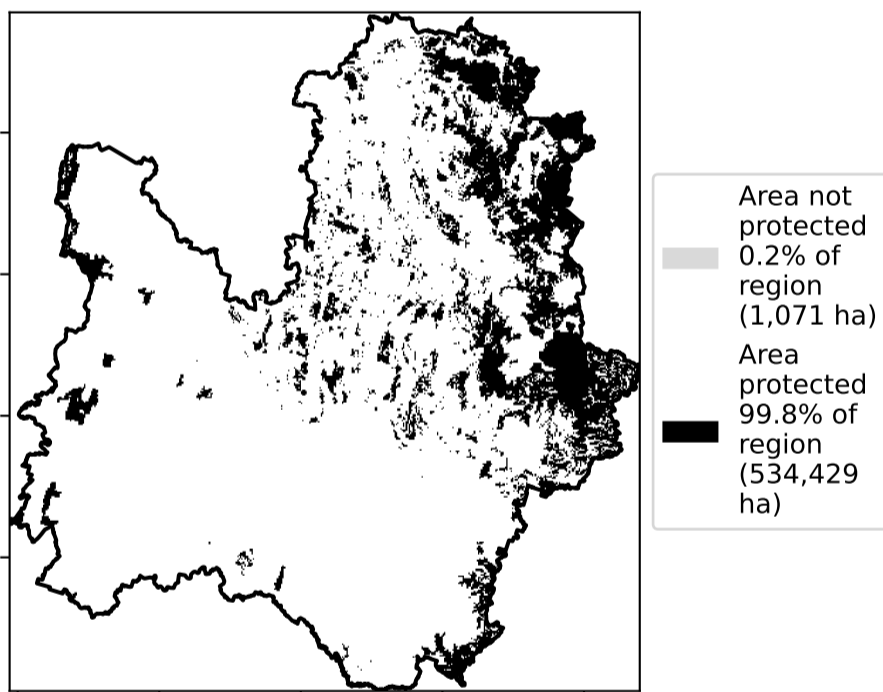 Area not
protected
0.2% of
region
(1,071 ha)
Area
protected
99.8% of
region
(534,429
ha)